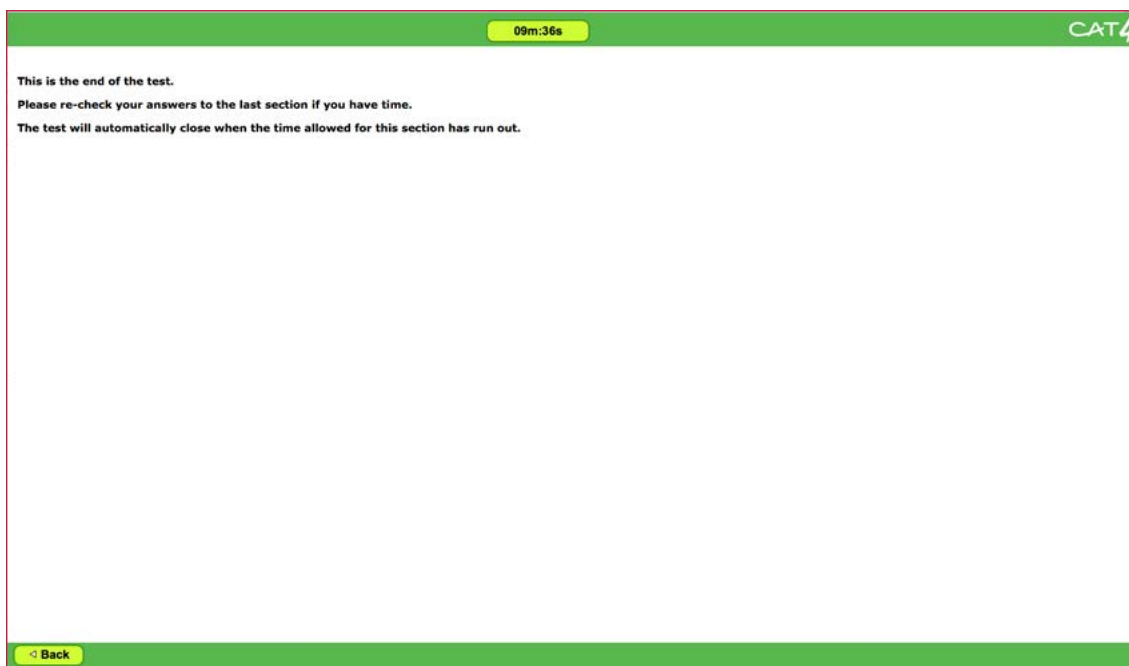 09m:36s
CAT4
This is the end of the test.
Please re-check your answers to the last section if you have time.
The test will automatically close when the time allowed for this section has run out.
Back